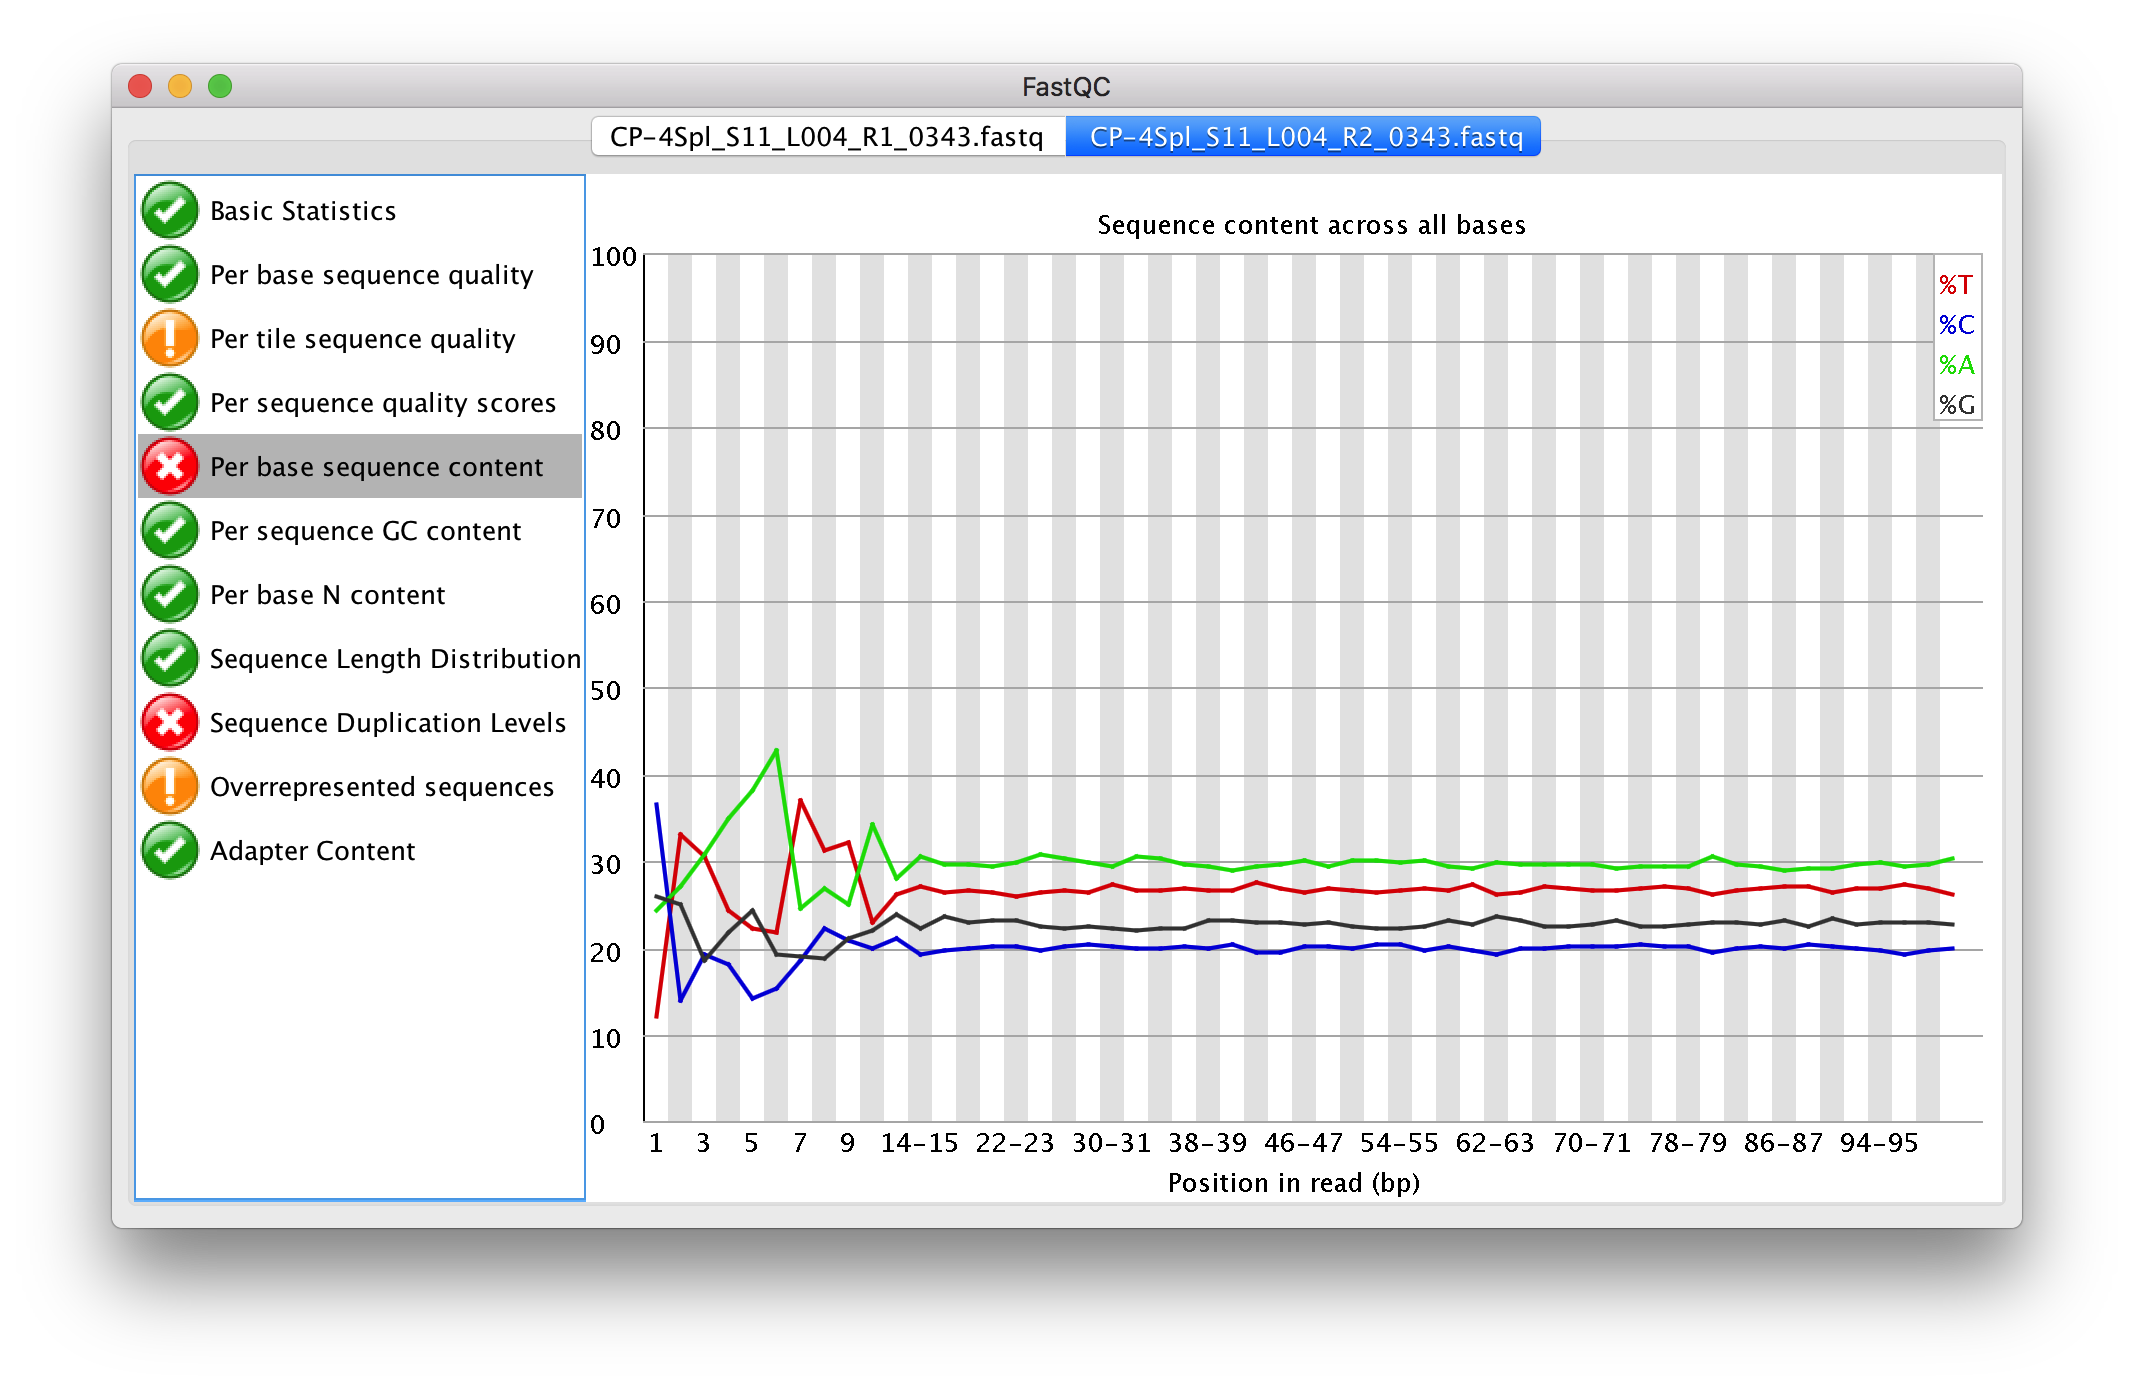 FastQC
CP-4Spl_S11_L004_R1_0343.fastq
CP-4Spl_S11_L004_R2_0343.fastq
Basic Statistics
Per base sequence quality
Per tile sequence quality
Per sequence quality scores
Per base sequence content
Per sequence GC content
Per base N content
Sequence Length Distribution
Sequence Duplication Levels
Overrepresented sequences
Adapter Content
Sequence content across all bases
100
90
80
70
60
50
40
30
20
10
0
%T
%C
%A
%G
1 3 5 7 9 14-15 22-23 30-31 38-39 46-47 54-55 62-63 70-71 78-79 86-87 94-95
Position in read (bp)